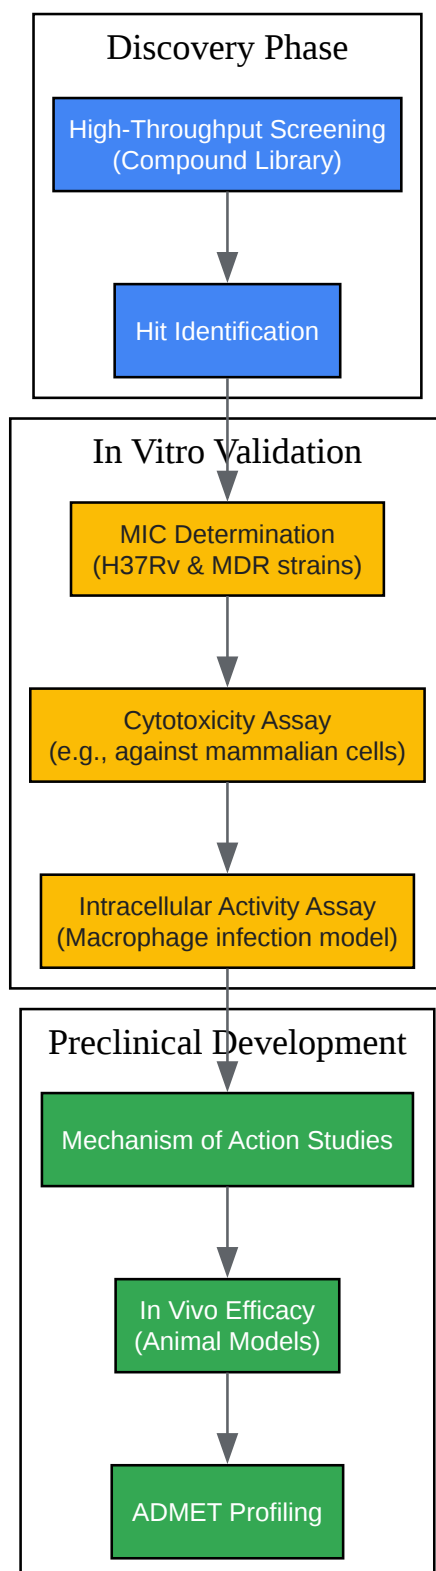 Discovery Phase
High-Throughput Screening
(Compound Library)
Hit Identification
In Vitro Validation
MIC Determination
(H37Rv & MDR strains)
Cytotoxicity Assay
(e.g., against mammalian cells)
Intracellular Activity Assay
(Macrophage infection model)
Preclinical Development
Mechanism of Action Studies
In Vivo Efficacy
(Animal Models)
ADMET Profiling